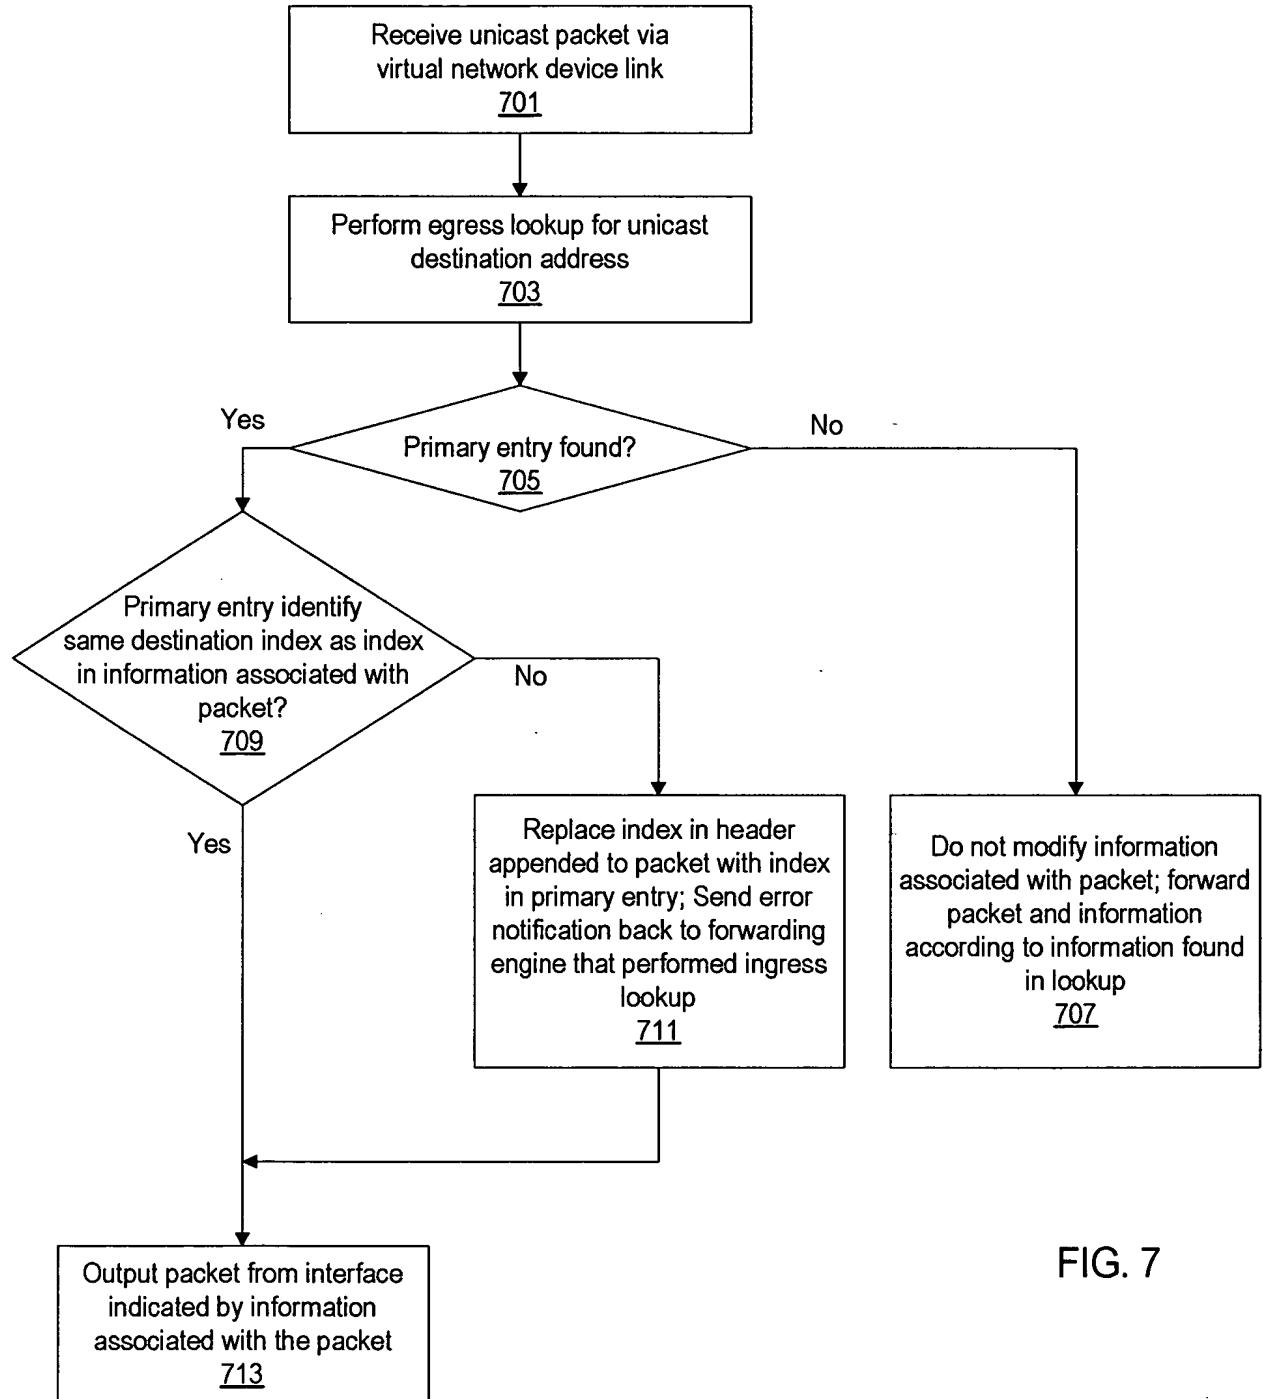 Receive unicast packet via
virtual network device link
701
Perform egress lookup for unicast
destination address
703
Yes
No
Primary entry found?
705
Primary entry identify
same destination index as index
in information associated with
packet?
709
No
Yes
Replace index in header
appended to packet with index
in primary entry; Send error
notification back to forwarding
engine that performed ingress
lookup
711
Do not modify information
associated with packet; forward
packet and information
according to information found
in lookup
707
Output packet from interface
indicated by information
associated with the packet
713
FIG. 7